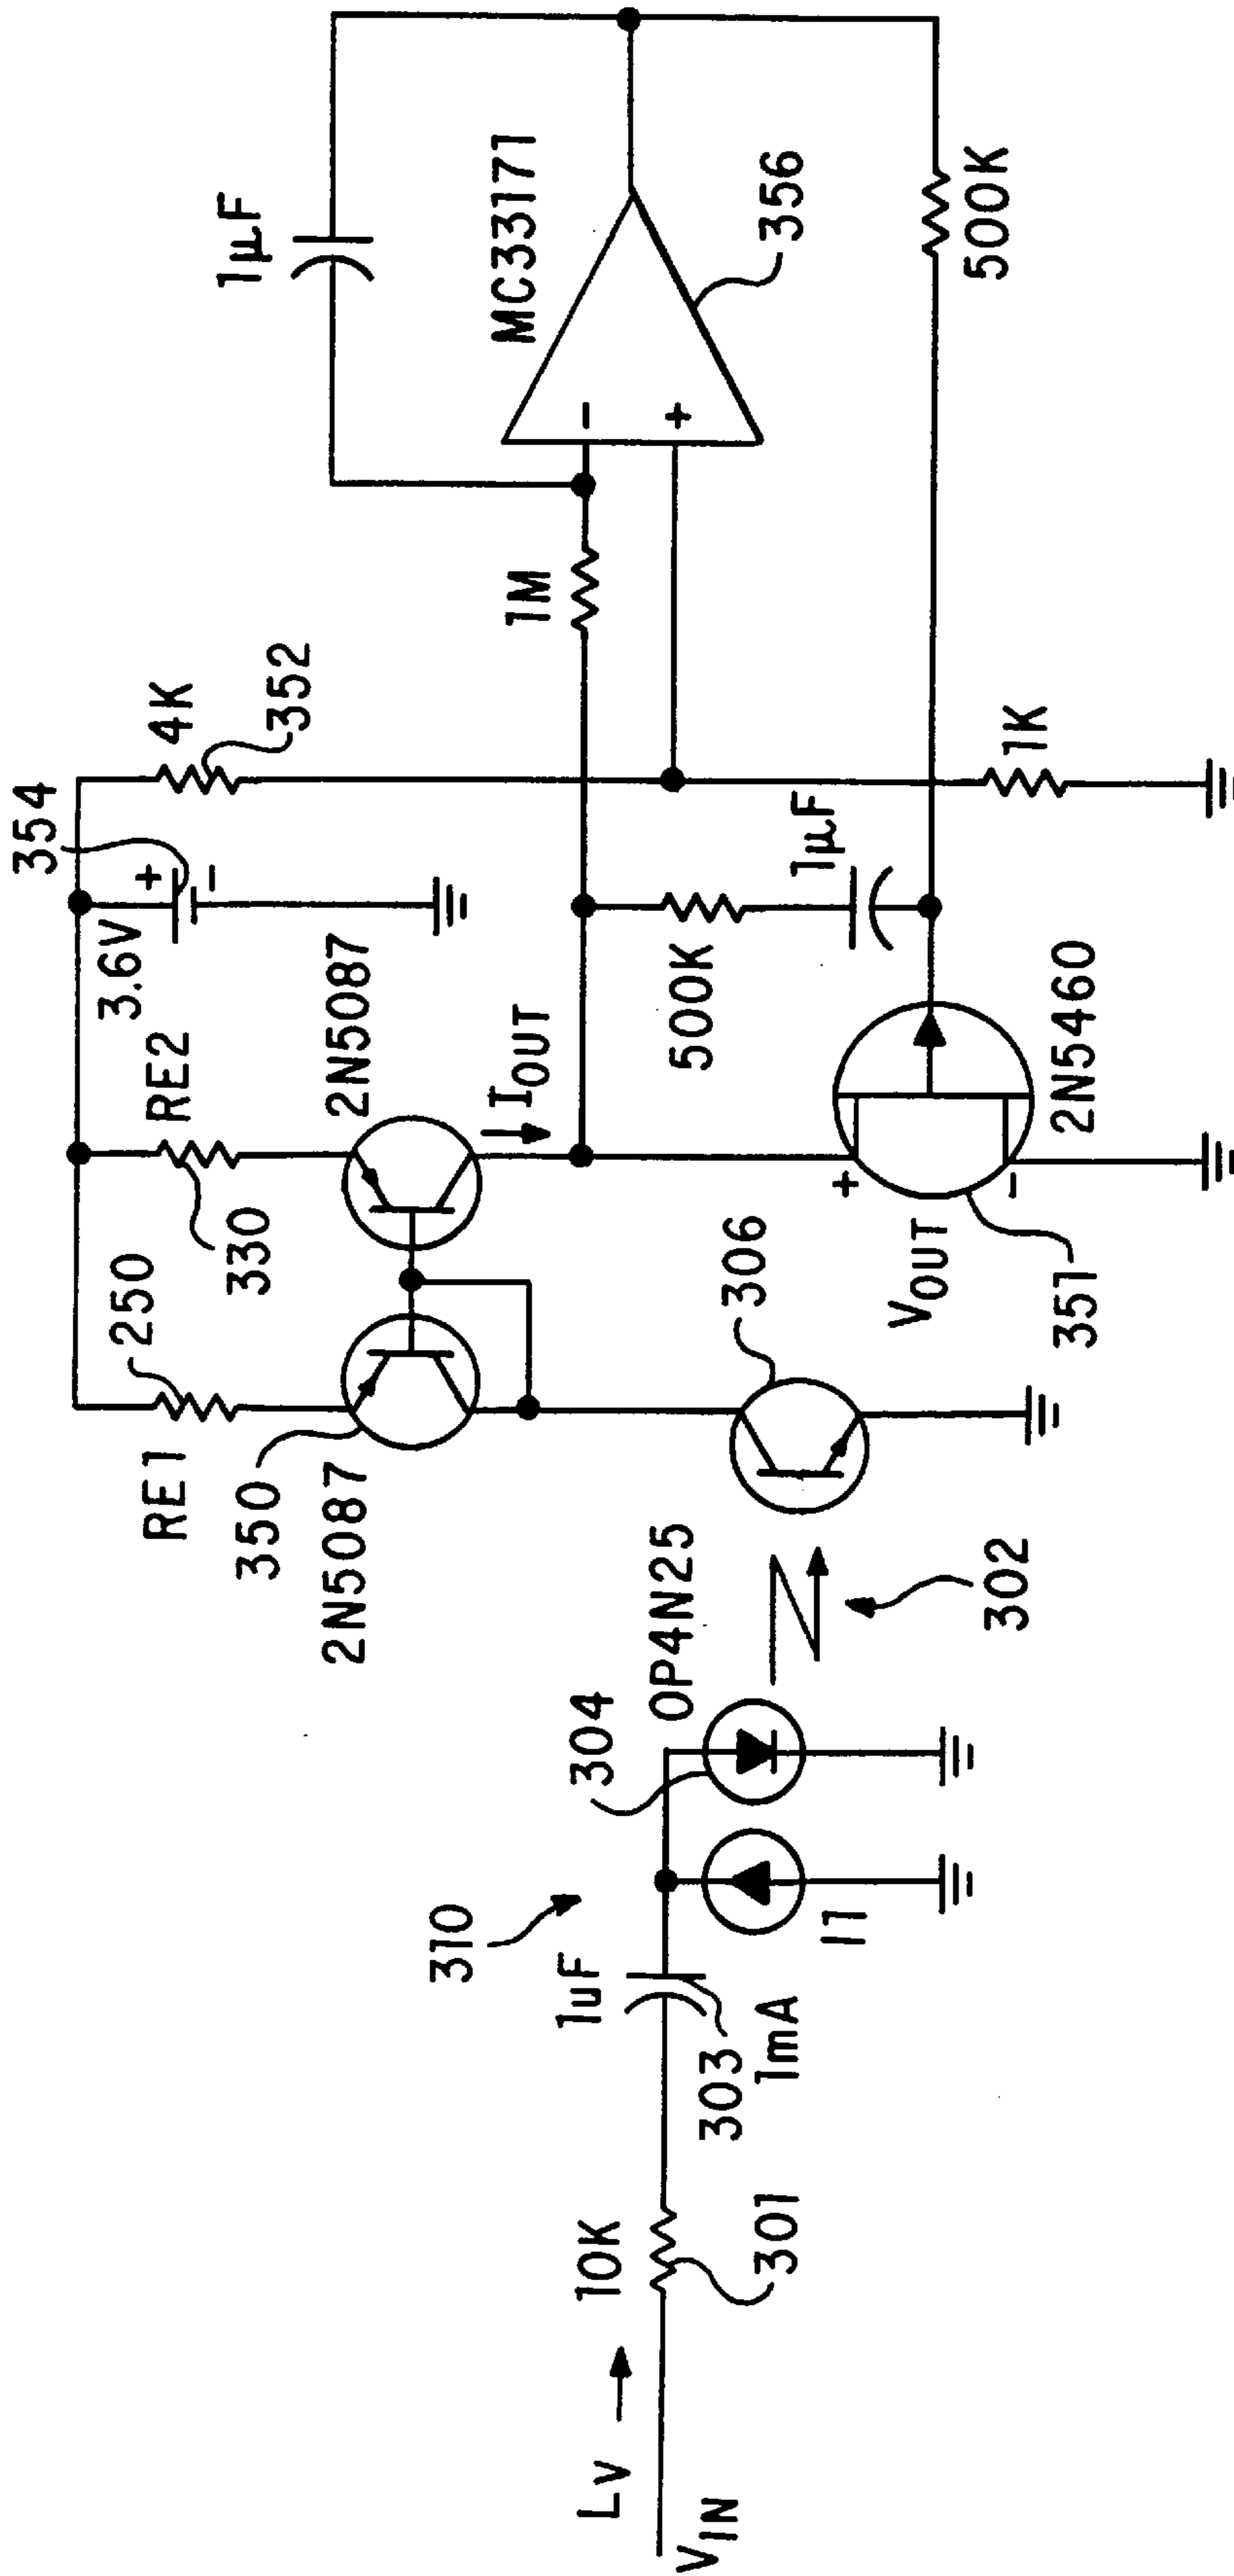 VIN
LV
10K
301
1uF
303
1mA
310
I1
304
OP4N25
302
306
RE1
250
350
2N5087
RE2
330
2N5087
IOUT
3.6V
+
-
354
4K
352
500K
1µF
VOUT
+
-
351
2N5460
1K
1M
1µF
MC33171
-
+
356
500K